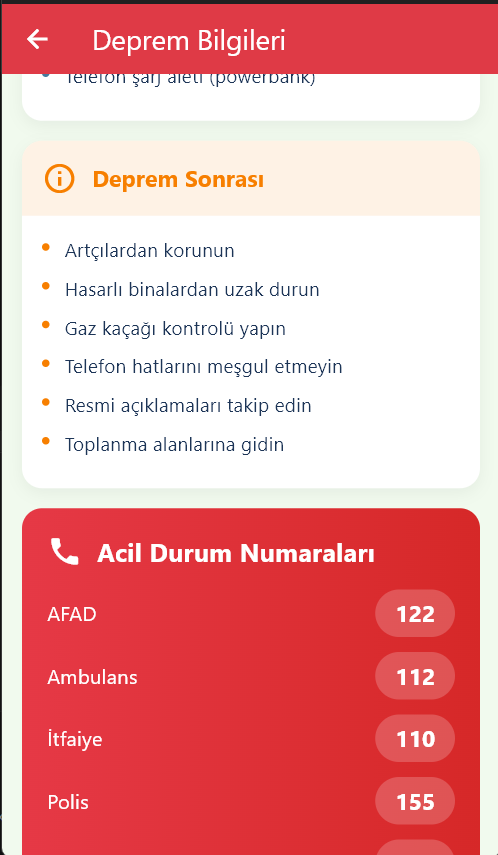 Deprem Bilgileri
Telefon şarj aleti (powerbank)
Deprem Sonrası
Artçılardan korunun
Hasarlı binalardan uzak durun
Gaz kaçağı kontrolü yapın
Telefon hatlarını meşgul etmeyin
Resmi açıklamaları takip edin
Toplanma alanlarına gidin
Acil Durum Numaraları
AFAD 122
Ambulans 112
İtfaiye 110
Polis 155